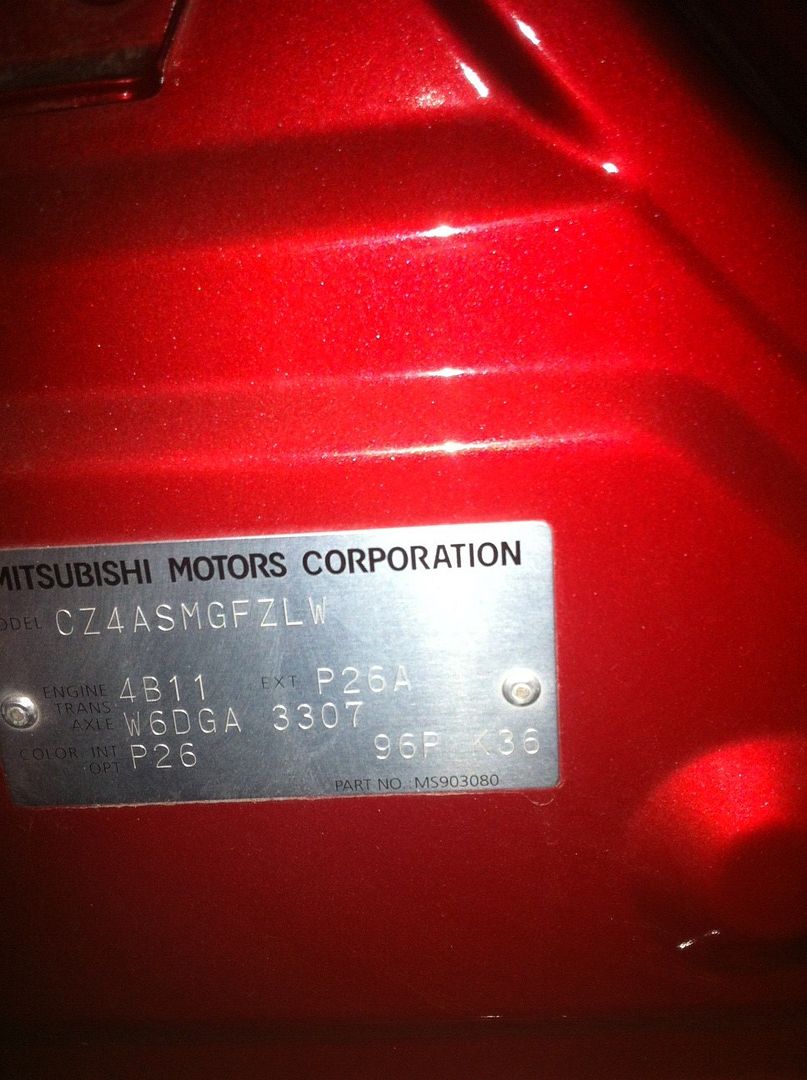 MITSUBISHI MOTORS CORPORATION
MODEL CZ4ASMGFZLW
ENGINE 4B11 EXT P26A
TRANS AXLE W6DGA 3307
COLOR INT OPT P26 96P K36
PART NO. MS903080